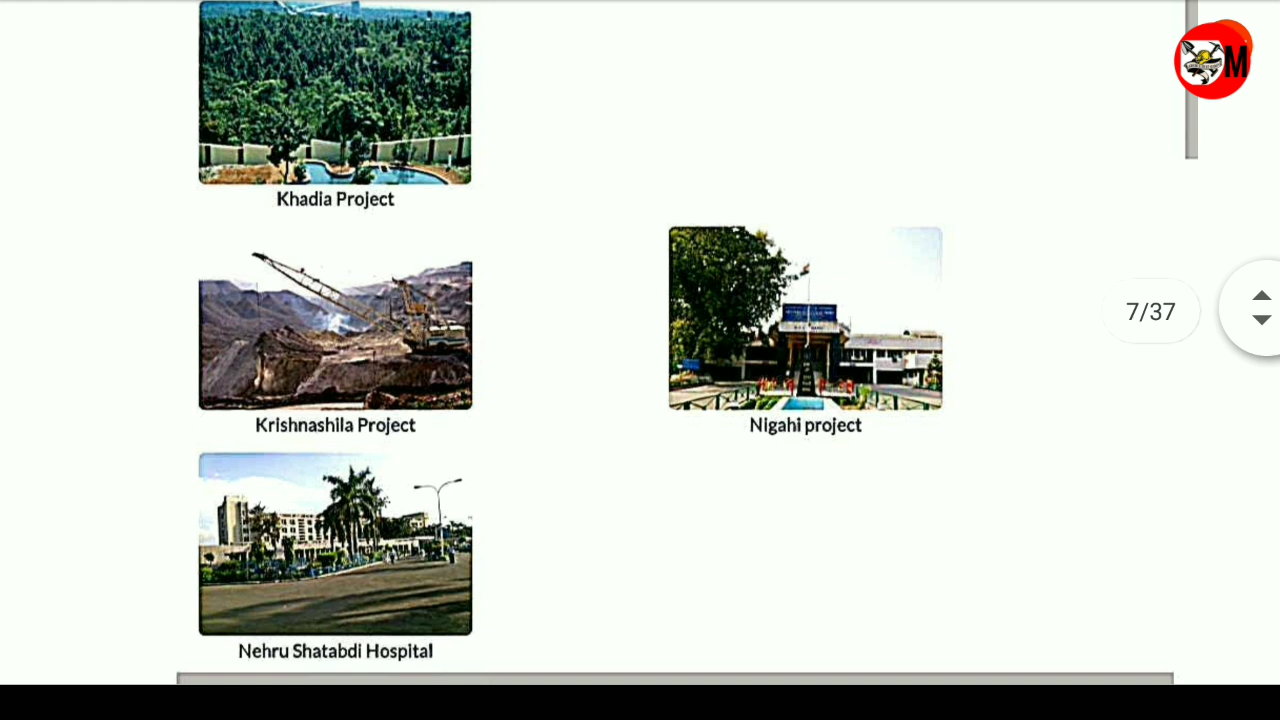 Khadia Project
M
7/37
Krishnashila Project
Nigahi project
Nehru Shatabdi Hospital